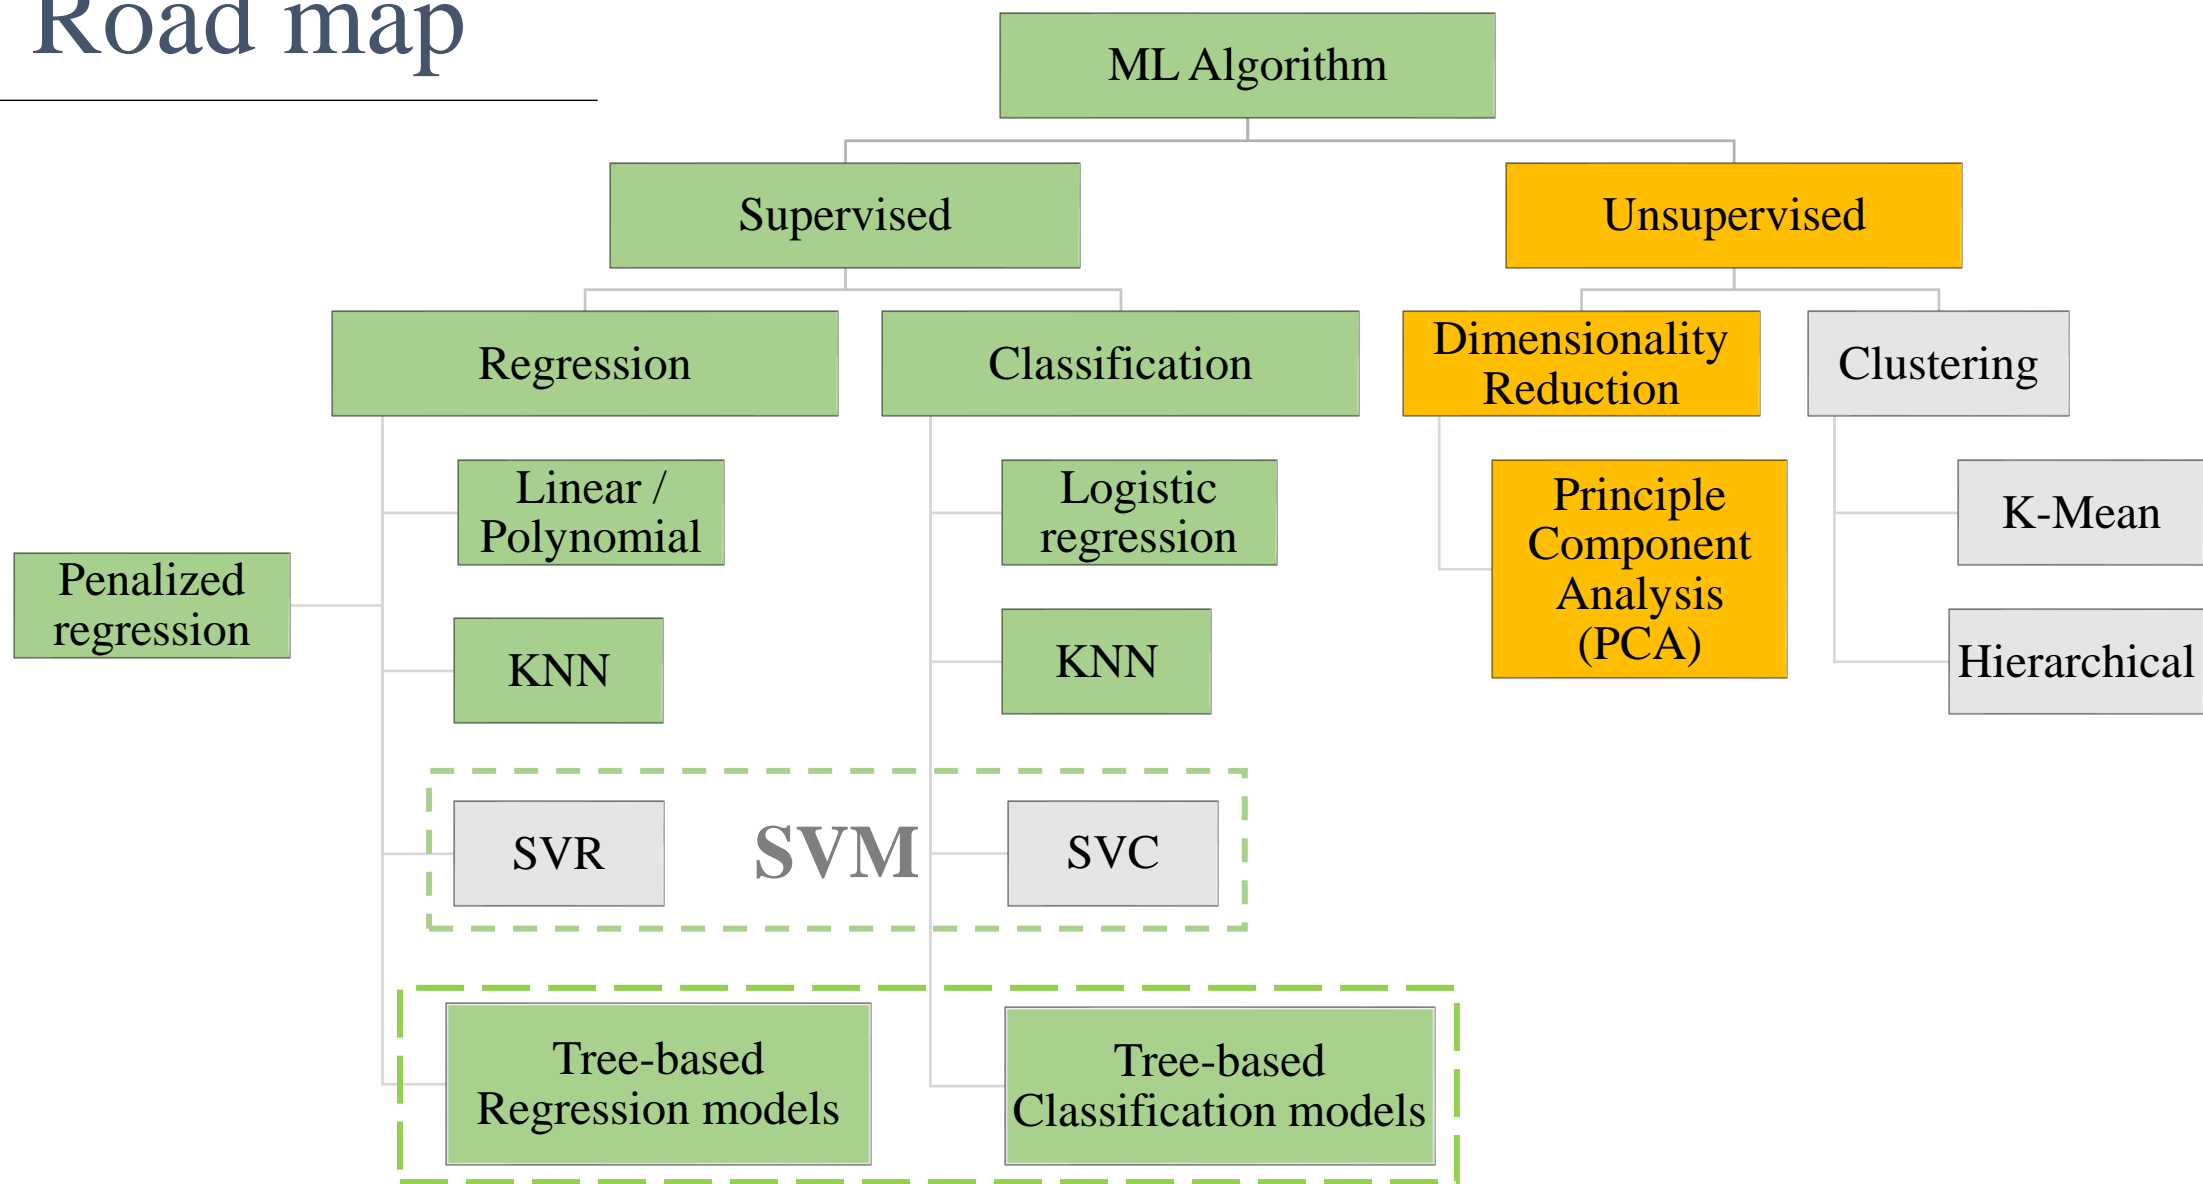 Road map
ML Algorithm
Supervised
Unsupervised
Regression
Classification
Dimensionality
Reduction
Clustering
Linear /
Polynomial
Logistic
regression
Principle
Component
Analysis
(PCA)
K-Mean
Penalized
regression
KNN
KNN
Hierarchical
SVR
SVM
SVC
Tree-based
Regression models
Tree-based
Classification models